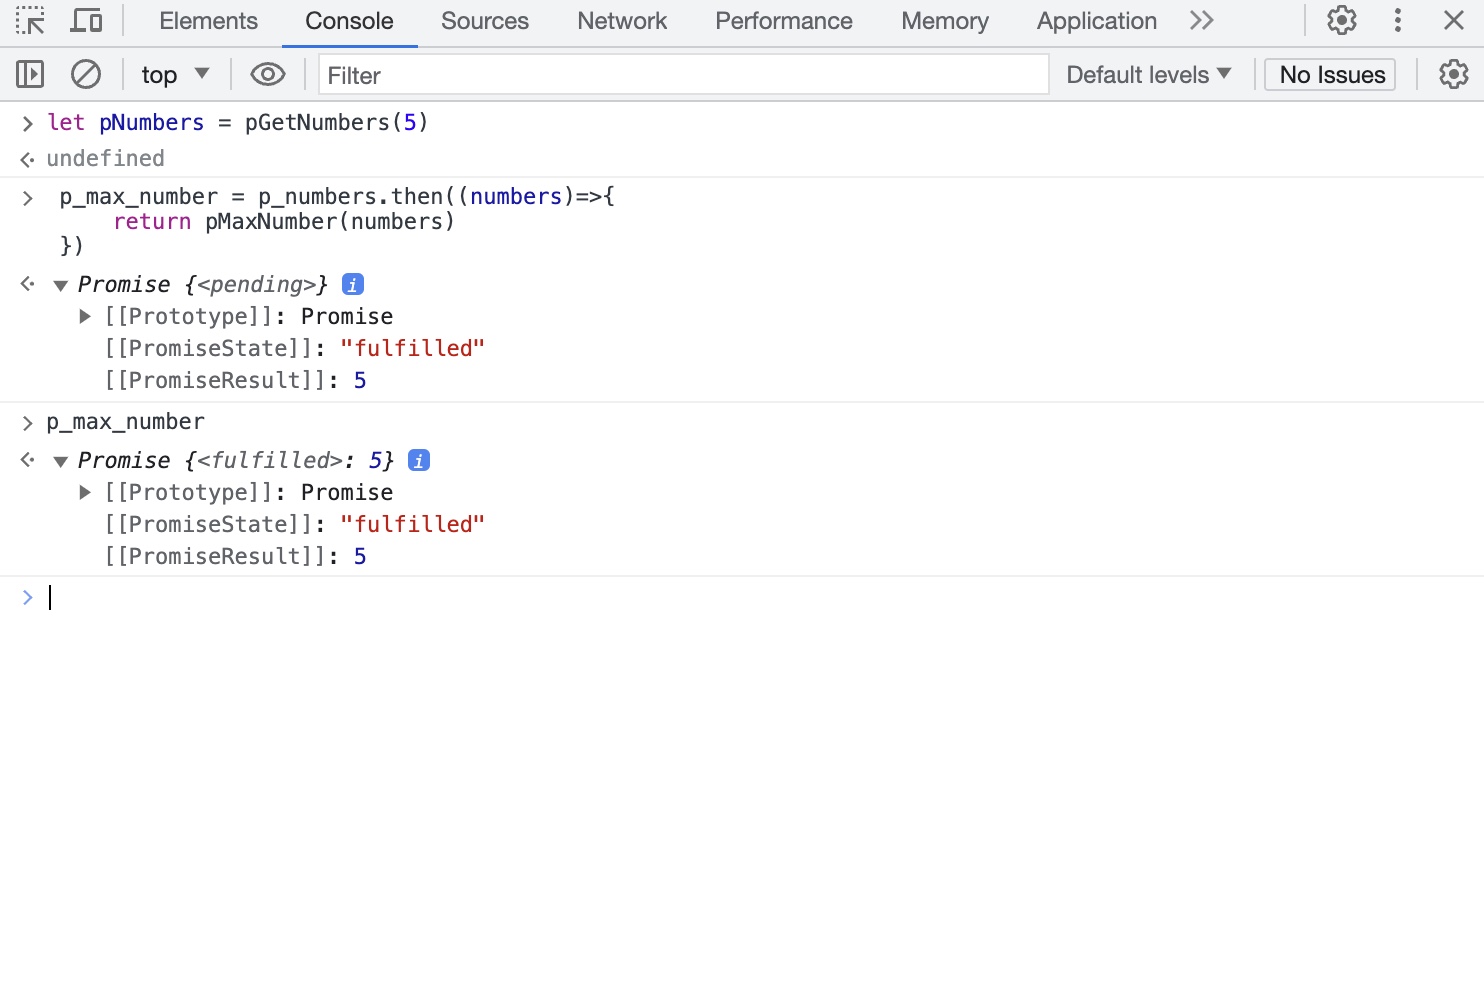 Elements Console Sources Network Performance Memory Application
top Filter Default levels No Issues
> let pNumbers = pGetNumbers(5)
undefined
> p_max_number = p_numbers.then((numbers)=>{
return pMaxNumber(numbers)
})
Promise {<pending>} i
[[Prototype]]: Promise
[[PromiseState]]: "fulfilled"
[[PromiseResult]]: 5
> p_max_number
Promise {<fulfilled>: 5} i
[[Prototype]]: Promise
[[PromiseState]]: "fulfilled"
[[PromiseResult]]: 5
>